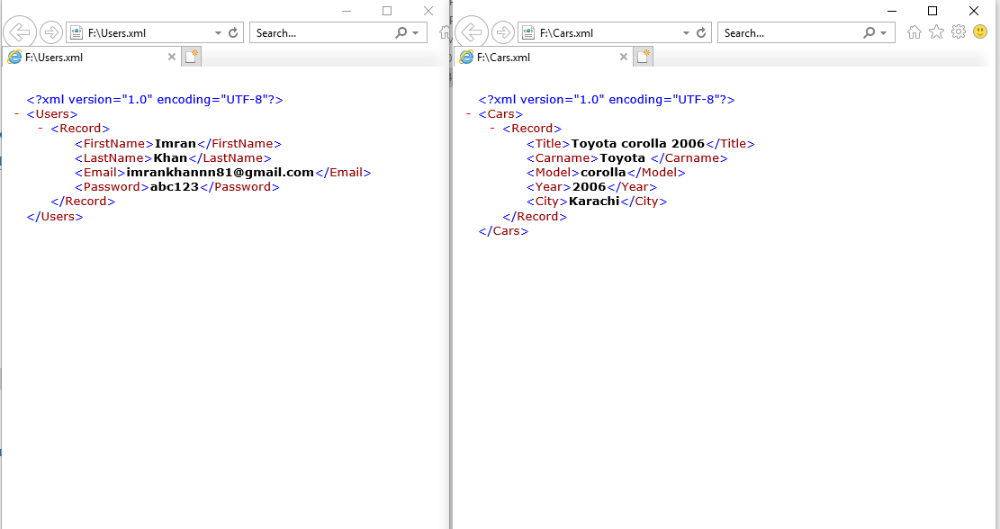 F:\Users.xml
Search...
F:\Users.xml
<?xml version="1.0" encoding="UTF-8"?>
- <Users>
- <Record>
<FirstName>Imran</FirstName>
<LastName>Khan</LastName>
<Email>imrankhannn81@gmail.com</Email>
<Password>abc123</Password>
</Record>
</Users>
F:\Cars.xml
Search...
F:\Cars.xml
<?xml version="1.0" encoding="UTF-8"?>
- <Cars>
- <Record>
<Title>Toyota corolla 2006</Title>
<Carname>Toyota </Carname>
<Model>corolla</Model>
<Year>2006</Year>
<City>Karachi</City>
</Record>
</Cars>